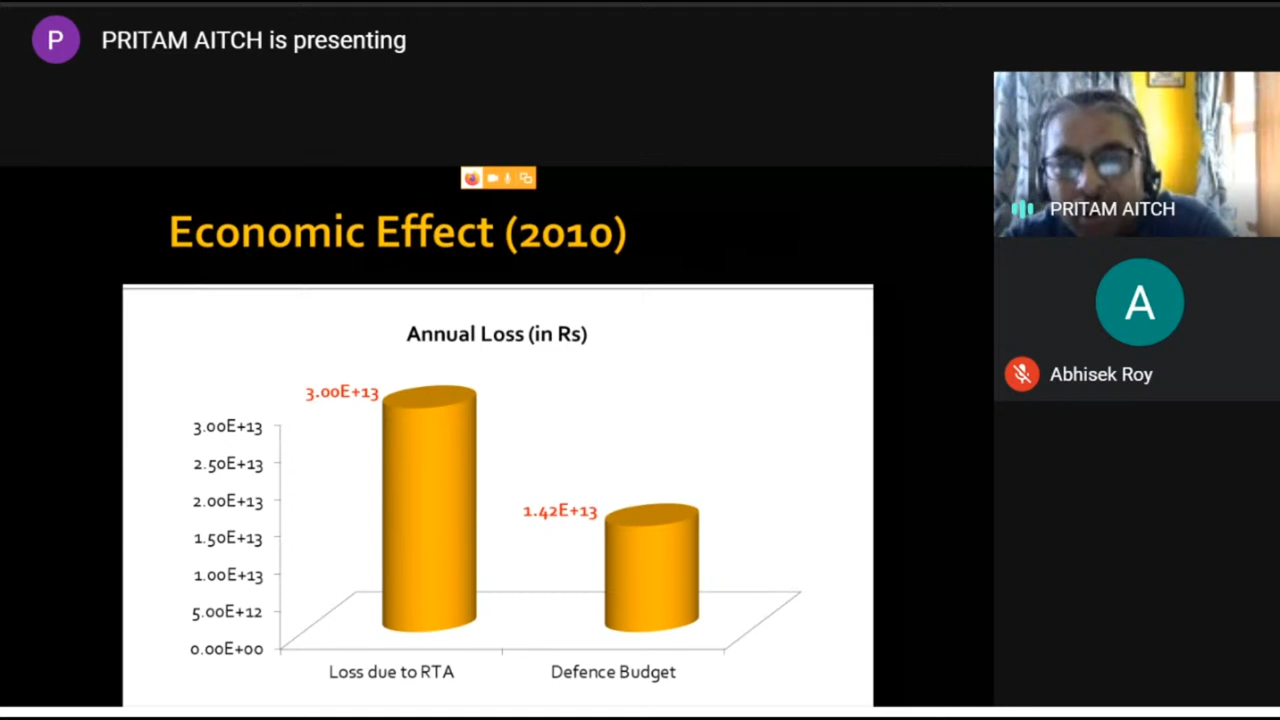 P
PRITAM AITCH is presenting
PRITAM AITCH
A
Abhisek Roy
Economic Effect (2010)
Annual Loss (in Rs)
3.00E+13
1.42E+13
3.00E+13
2.50E+13
2.00E+13
1.50E+13
1.00E+13
5.00E+12
0.00E+00
Loss due to RTA
Defence Budget